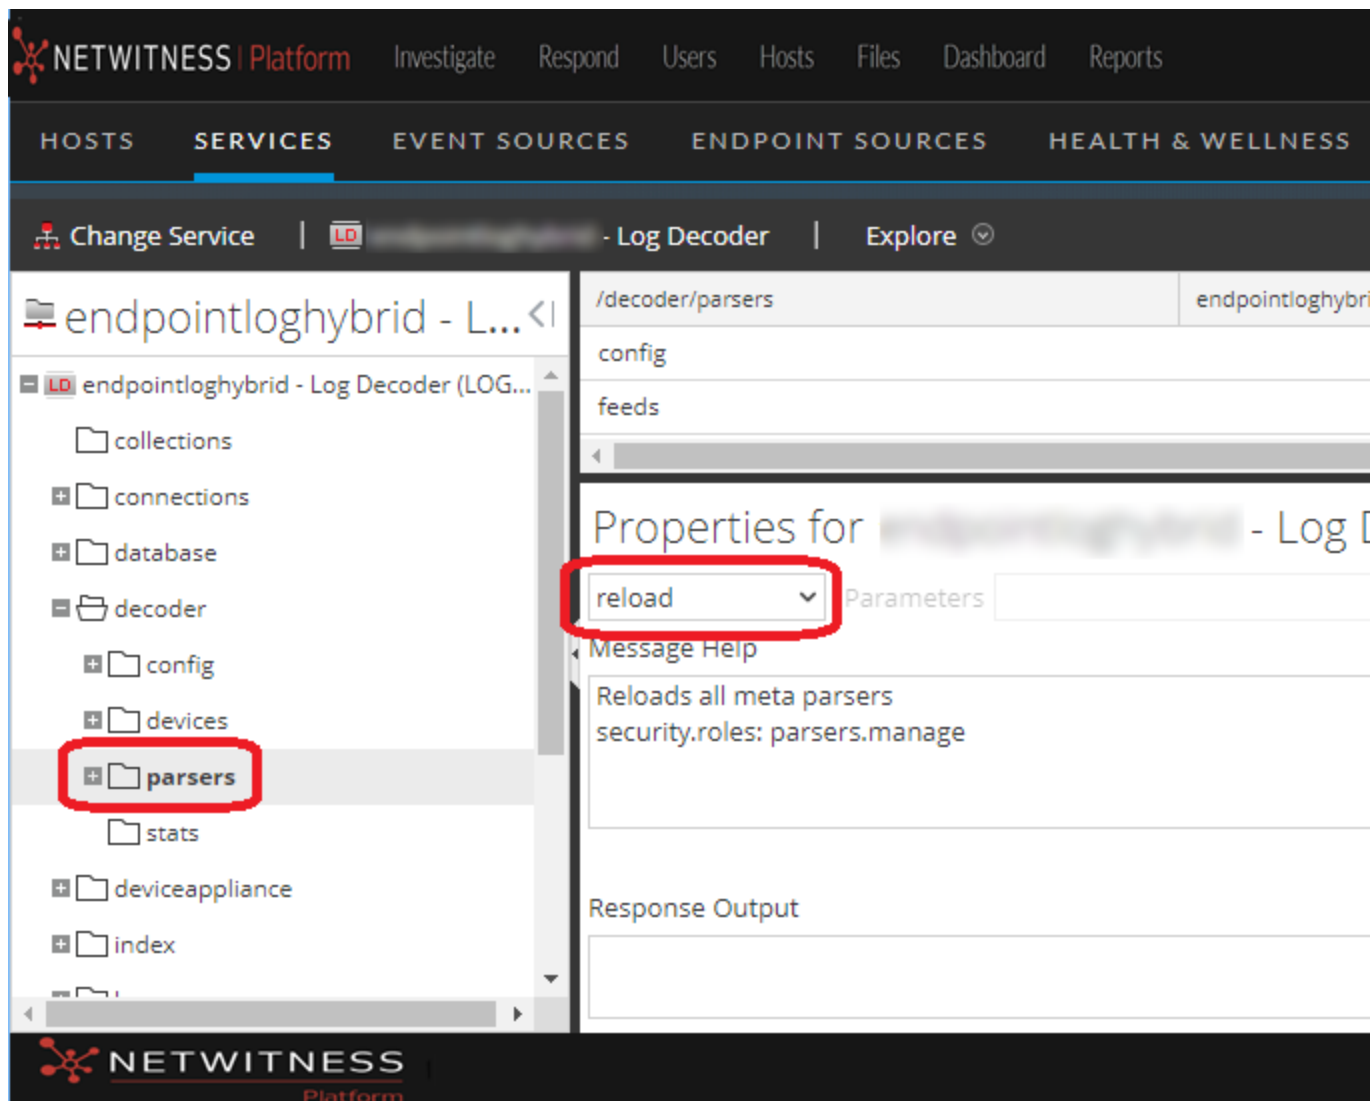 NETWITNESS | Platform Investigate Respond Users Hosts Files Dashboard Reports
HOSTS SERVICES EVENT SOURCES ENDPOINT SOURCES HEALTH & WELLNESS
Change Service | LD - Log Decoder | Explore
endpointloghybrid - L...
LD endpointloghybrid - Log Decoder (LOG...
collections
connections
database
decoder
config
devices
parsers
stats
deviceappliance
index
/decoder/parsers endpointloghybri
config
feeds
Properties for - Log D
reload Parameters
Message Help
Reloads all meta parsers
security.roles: parsers.manage
Response Output
NETWITNESS
Platform